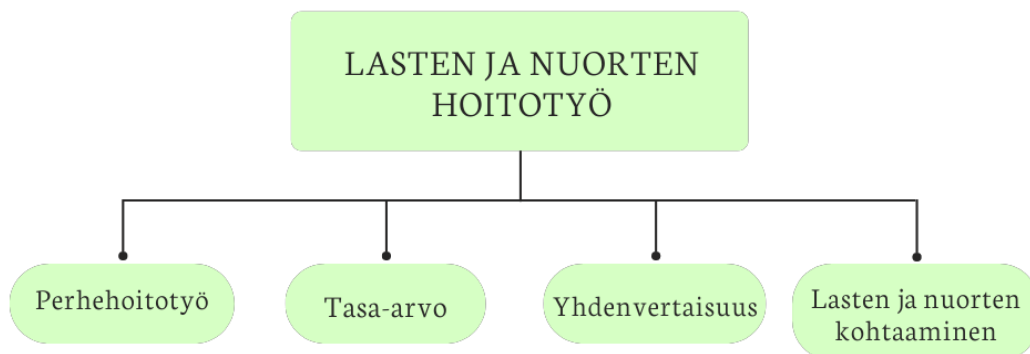 LASTEN JA NUORTEN
HOITOTYÖ
Perhehoitotyö
Tasa-arvo
Yhdenvertaisuus
Lasten ja nuorten
kohtaaminen